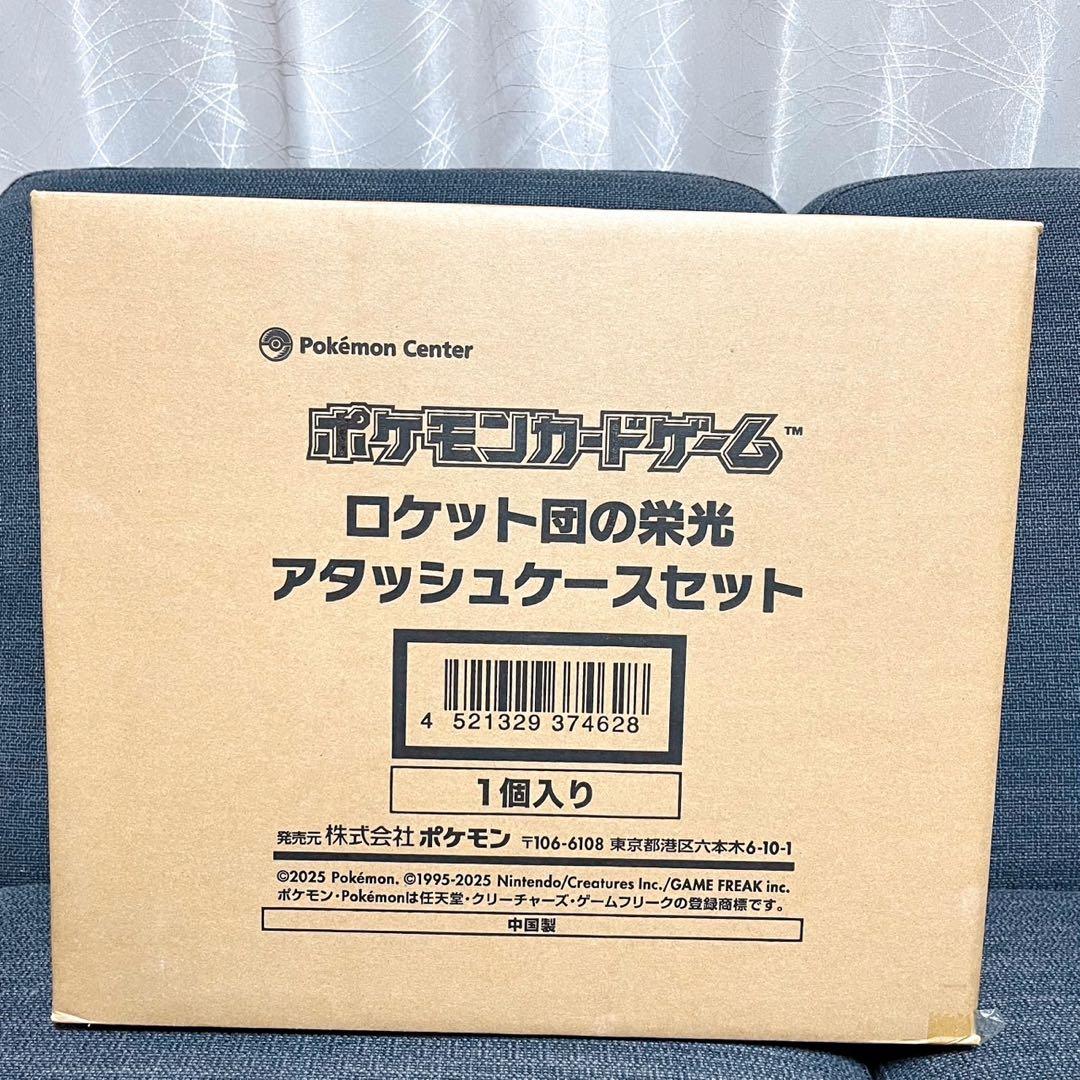 Pokémon Center
ポケモンカードゲーム™
ロケット団の栄光
アタッシュケースセット
4 521329 374628
1個入り
発売元 株式会社 ポケモン 〒106-6108 東京都港区六本木6-10-1
©2025 Pokémon. ©1995-2025 Nintendo/Creatures Inc./GAME FREAK inc.
ポケモン・Pokémonは任天堂・クリーチャーズ・ゲームフリークの登録商標です。
中国製